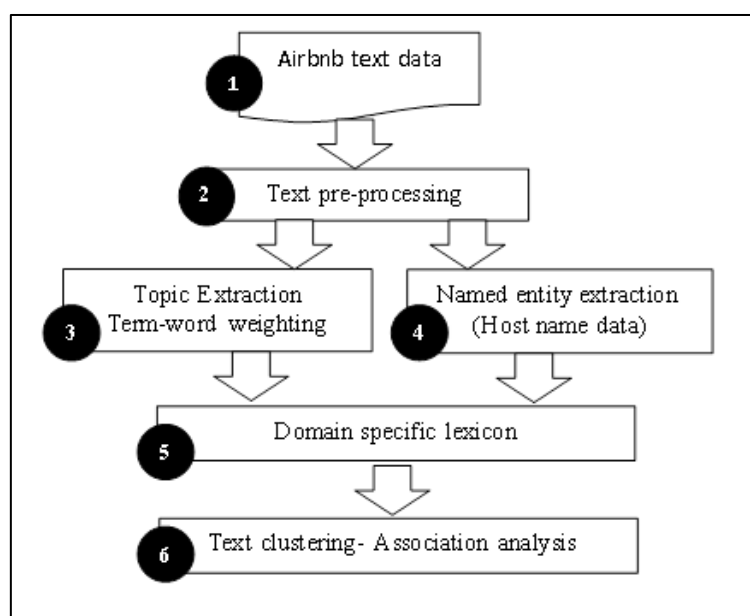 Airbnb text data
1
Text pre-processing
2
Topic Extraction
Term-word weighting
3
Named entity extraction
(Host name data)
4
Domain specific lexicon
5
Text clustering- Association analysis
6